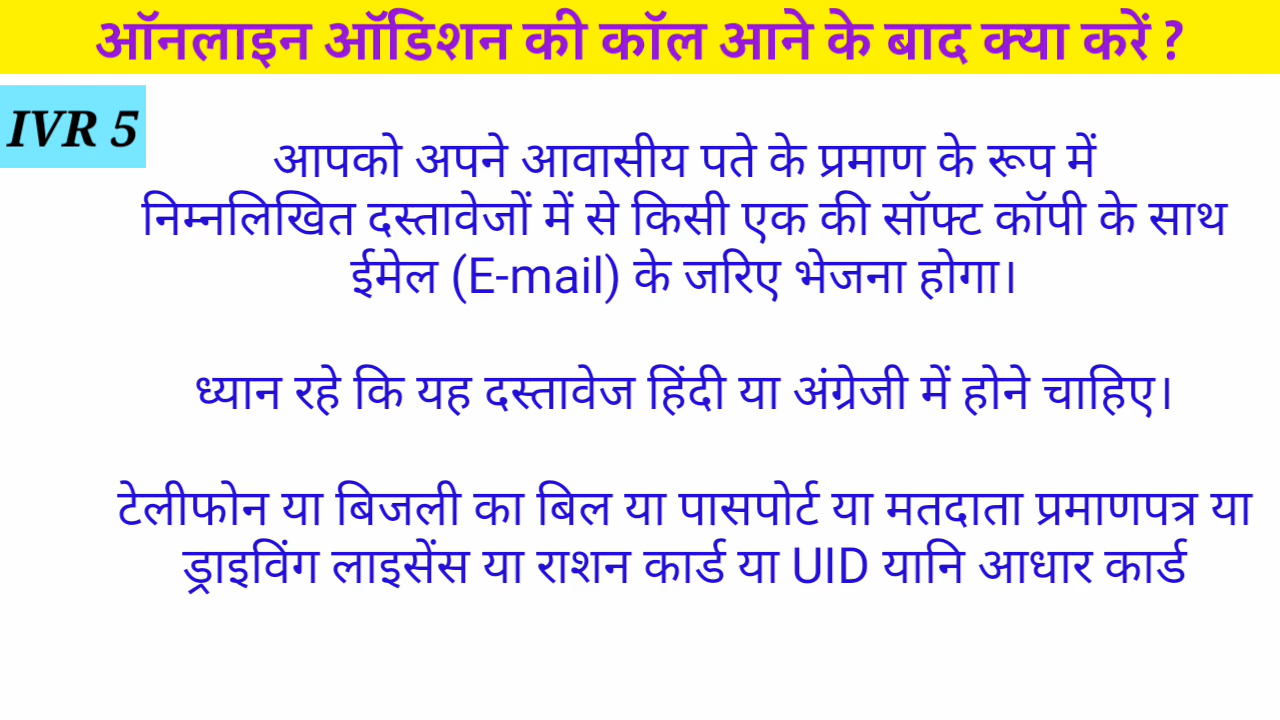 ऑनलाइन ऑडिशन की कॉल आने के बाद क्या करें ?
IVR 5
आपको अपने आवासीय पते के प्रमाण के रूप में
निम्नलिखित दस्तावेजों में से किसी एक की सॉफ्ट कॉपी के साथ
ईमेल (E-mail) के जरिए भेजना होगा।
ध्यान रहे कि यह दस्तावेज हिंदी या अंग्रेजी में होने चाहिए।
टेलीफोन या बिजली का बिल या पासपोर्ट या मतदाता प्रमाणपत्र या
ड्राइविंग लाइसेंस या राशन कार्ड या UID यानि आधार कार्ड